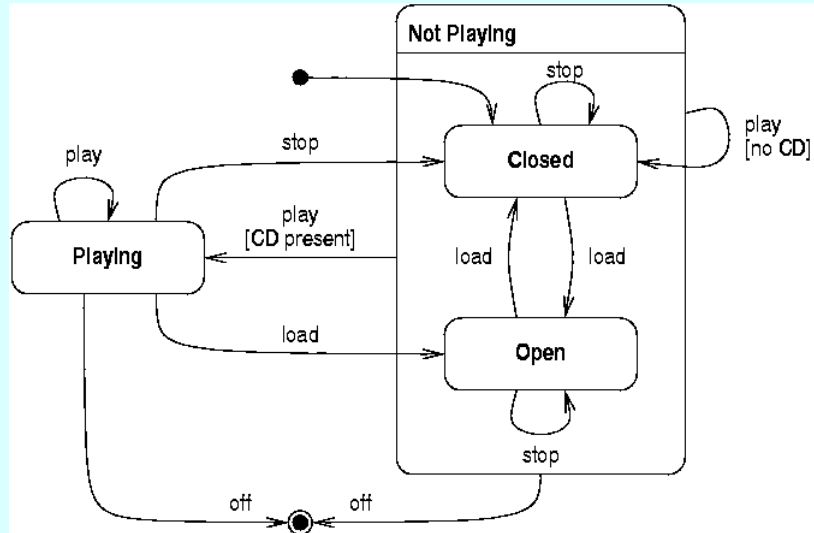 Not Playing
stop
play
[no CD]
Closed
play
stop
play
[CD present]
Playing
load
load
load
Open
stop
off
off